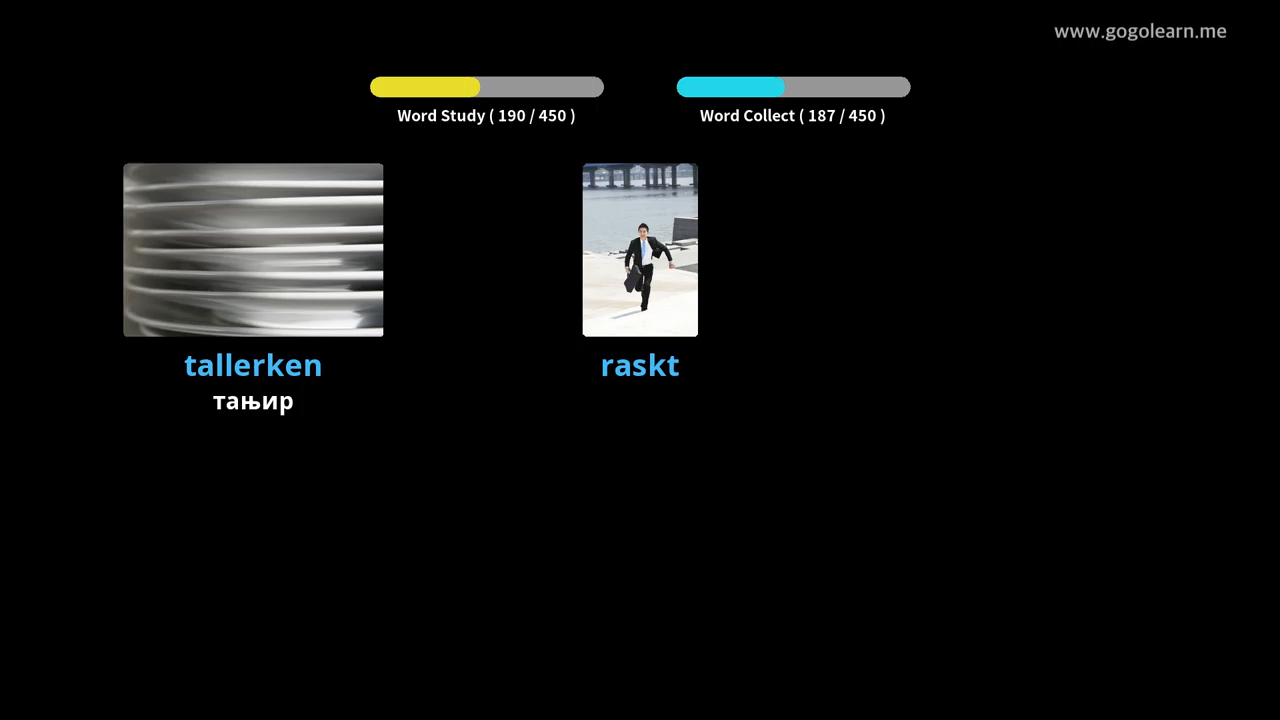 www.gogolearn.me
Word Study ( 190 / 450 )
Word Collect ( 187 / 450 )
tallerken
тањир
raskt